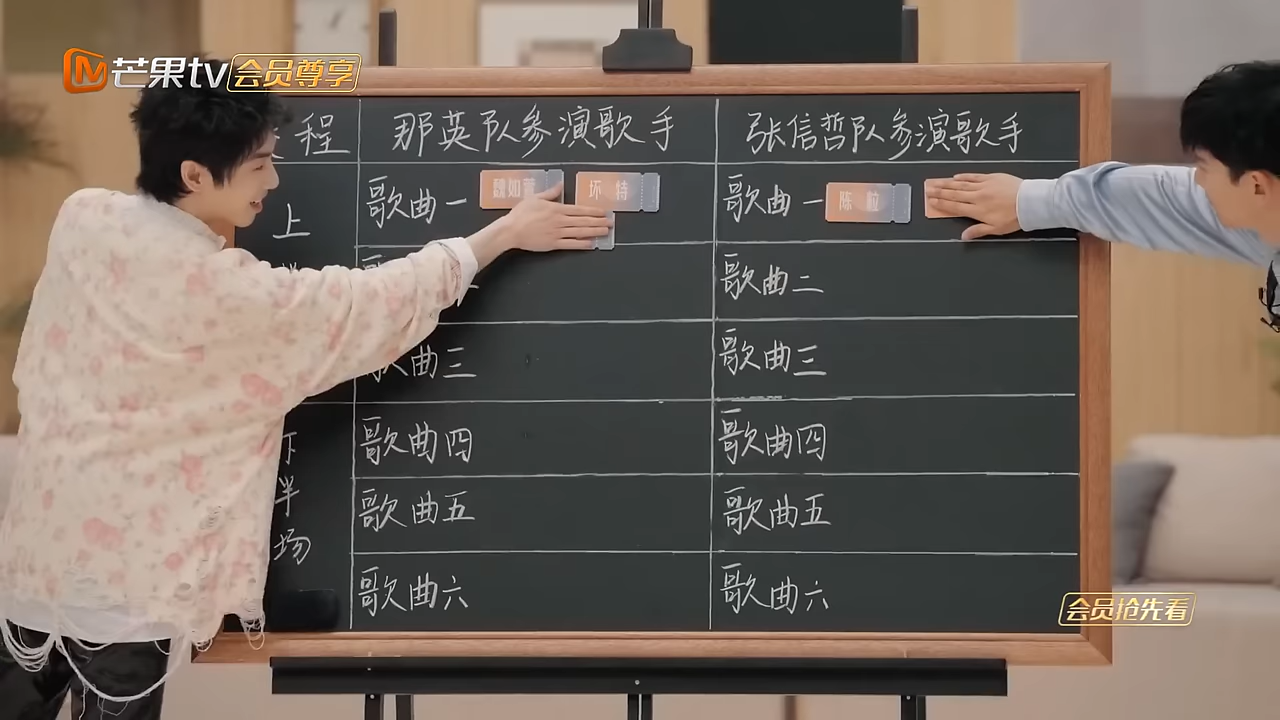 芒果tv 会员尊享
程 那英队参演歌手 张信哲队参演歌手
上 歌曲一 魏如萱 坏特 歌曲一 陈粒
歌曲二
歌曲三 歌曲三
下半场 歌曲四 歌曲四
歌曲五 歌曲五
歌曲六 歌曲六
会员抢先看